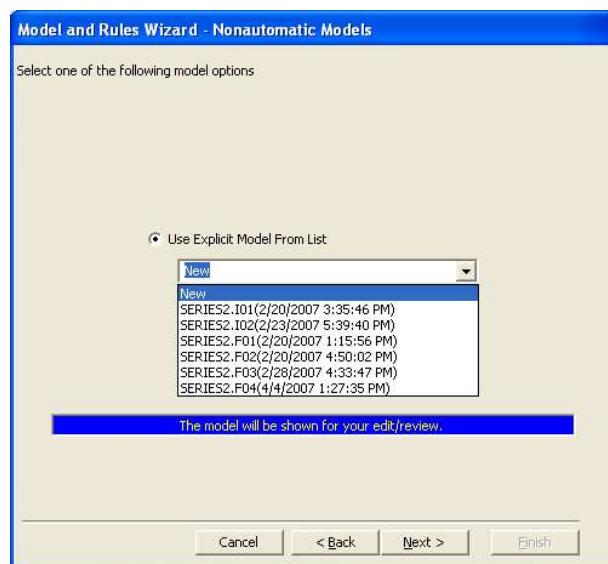 Model and Rules Wizard - Nonautomatic Models
Select one of the following model options
Use Explicit Model From List
New
New
SERIES2.I01(2/20/2007 3:35:46 PM)
SERIES2.I02(2/23/2007 5:39:40 PM)
SERIES2.F01(2/20/2007 1:15:56 PM)
SERIES2.F02(2/20/2007 4:50:02 PM)
SERIES2.F03(2/28/2007 4:33:47 PM)
SERIES2.F04(4/4/2007 1:27:35 PM)
The model will be shown for your edit/review.
Cancel < Back Next > Finish